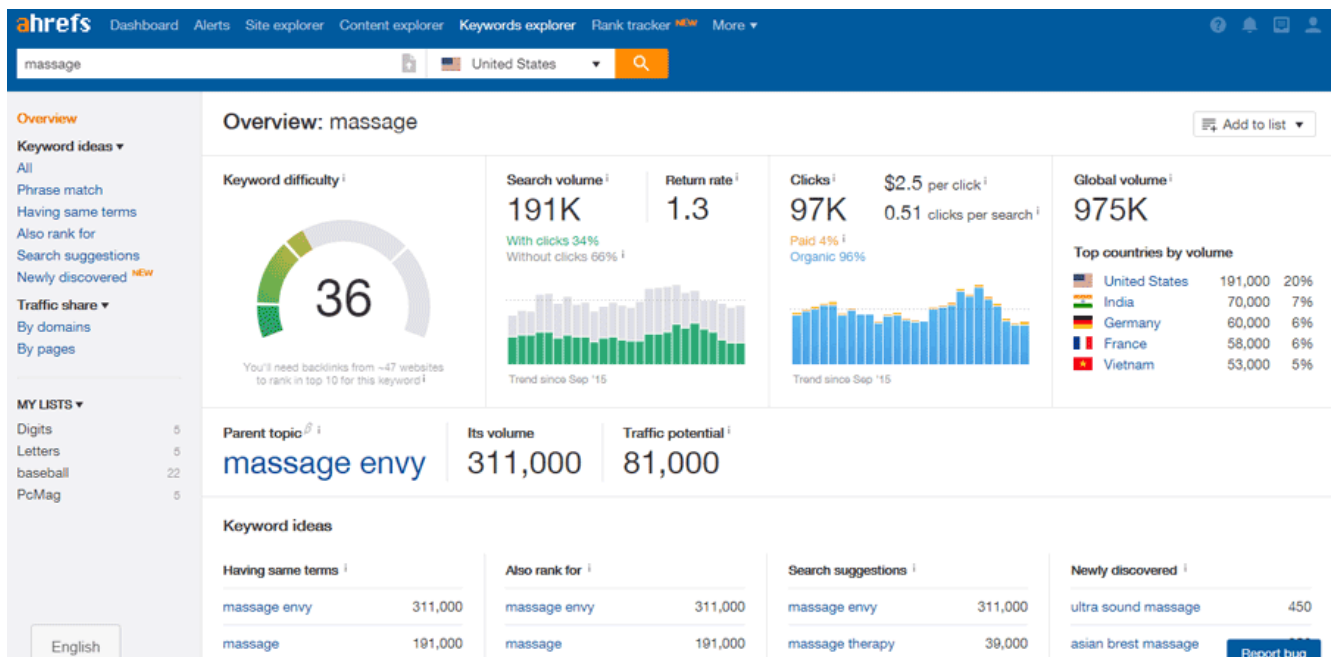 ahrefs Dashboard Alerts Site explorer Content explorer Keywords explorer Rank tracker NEW More
massage United States
Overview
Keyword ideas
All
Phrase match
Having same terms
Also rank for
Search suggestions
Newly discovered NEW
Traffic share
By domains
By pages
MY LISTS
Digits 5
Letters 5
baseball 22
PcMag 5
English
Overview: massage
Add to list
Keyword difficulty
36
You'll need backlinks from ~47 websites
to rank in top 10 for this keyword
Search volume
191K
With clicks 34%
Without clicks 66%
Trend since Sep '15
Return rate
1.3
Clicks
97K
$2.5 per click
0.51 clicks per search
Paid 4%
Organic 96%
Trend since Sep '15
Global volume
975K
Top countries by volume
United States 191,000 20%
India 70,000 7%
Germany 60,000 6%
France 58,000 6%
Vietnam 53,000 5%
Parent topic
massage envy
Its volume
311,000
Traffic potential
81,000
Keyword ideas
Having same terms
massage envy 311,000
massage 191,000
Also rank for
massage envy 311,000
massage 191,000
Search suggestions
massage envy 311,000
massage therapy 39,000
Newly discovered
ultra sound massage 450
asian brest massage
Report bug